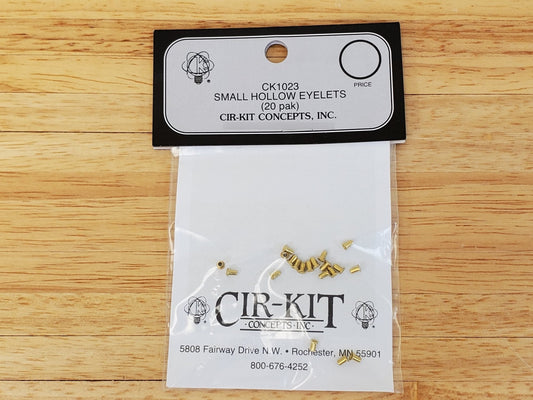 CK1023
SMALL HOLLOW EYELETS
(20 pak)
CIR-KIT CONCEPTS, INC.
PRICE
CIR-KIT
CONCEPTS · INC
5808 Fairway Drive N.W. • Rochester, MN 55901
800-676-4252